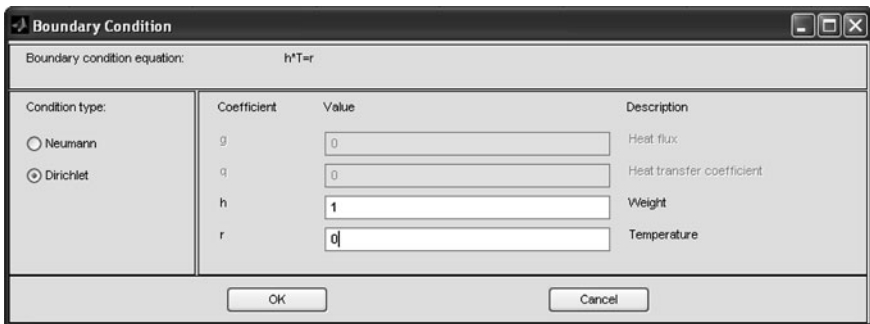 Boundary Condition
Boundary condition equation: h*T=r
Condition type: Coefficient Value Description
Neumann g 0 Heat flux
Dirichlet q 0 Heat transfer coefficient
h 1 Weight
r 0 Temperature
OK Cancel